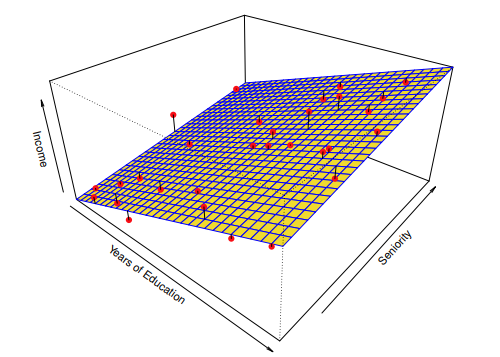 Income
Years of Education
Seniority